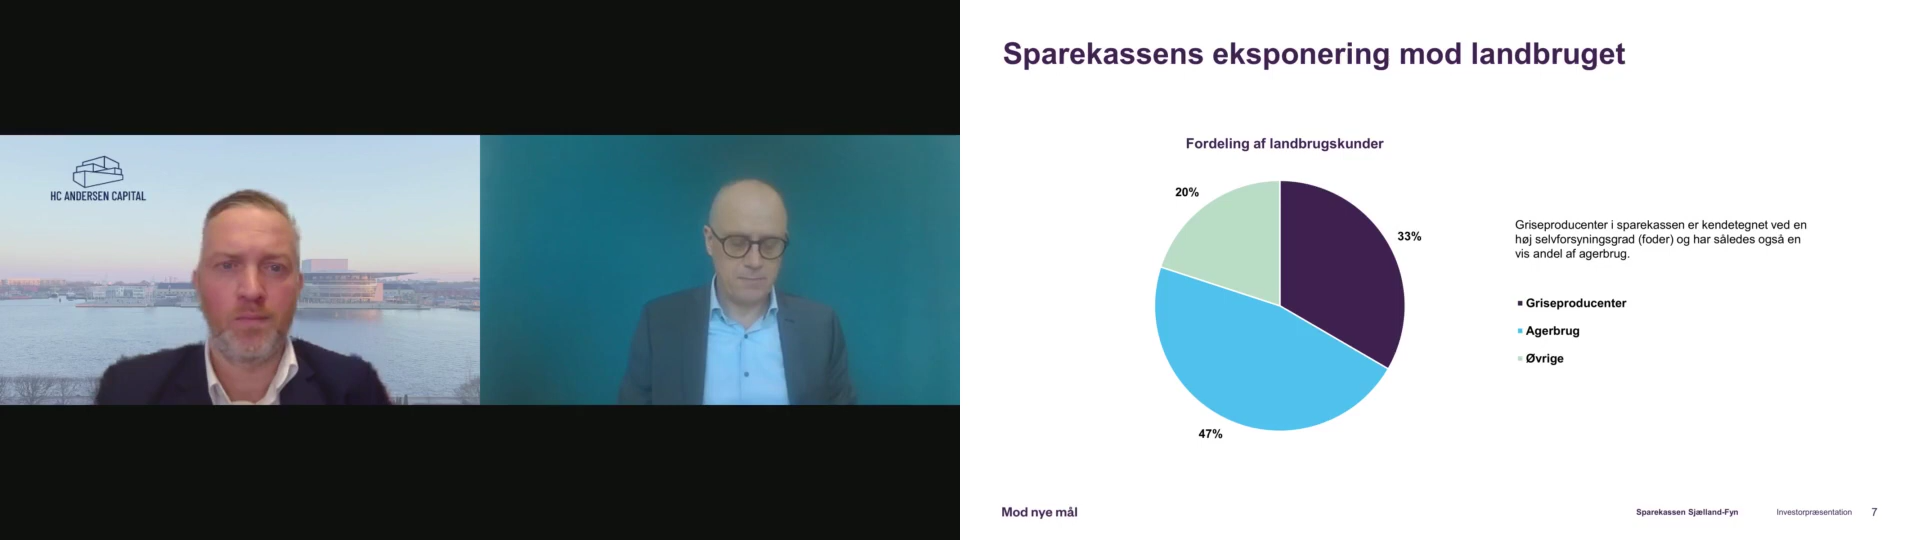 HC ANDERSEN CAPITAL
Sparekassens eksponering mod landbruget
Fordeling af landbrugskunder
20%
33%
47%
Griseproducenter i sparekassen er kendetegnet ved en
høj selvforsyningsgrad (foder) og har således også en
vis andel af agerbrug.
Griseproducenter
Agerbrug
Øvrige
Mod nye mål
Sparekassen Sjælland-Fyn
Investorpræsentation
7